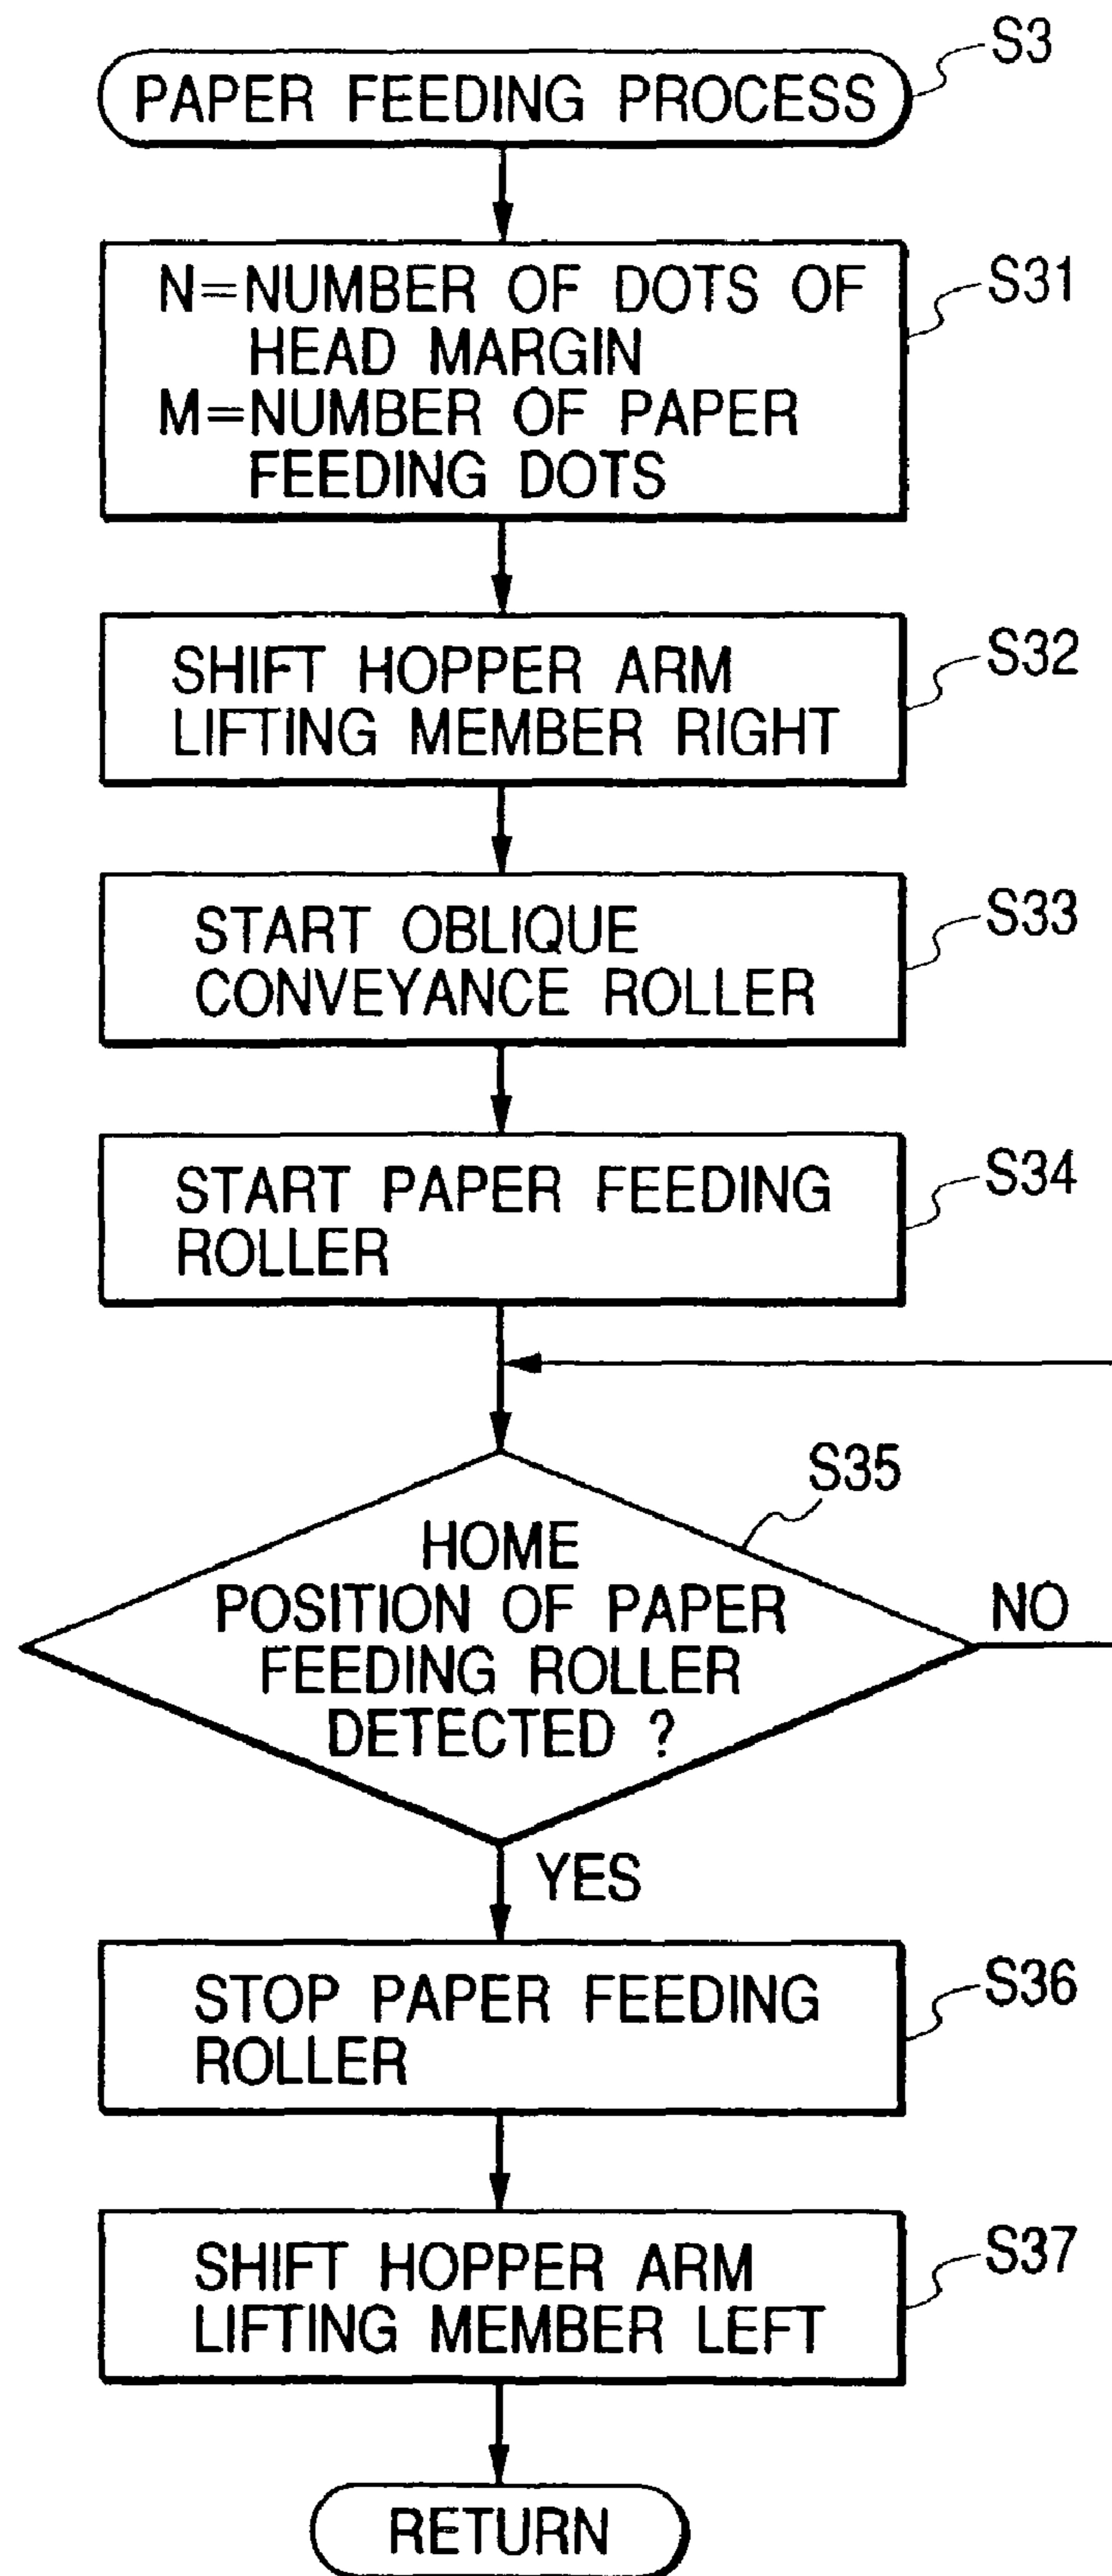 S3
PAPER FEEDING PROCESS
S31
N=NUMBER OF DOTS OF
HEAD MARGIN
M=NUMBER OF PAPER
FEEDING DOTS
S32
SHIFT HOPPER ARM
LIFTING MEMBER RIGHT
S33
START OBLIQUE
CONVEYANCE ROLLER
S34
START PAPER FEEDING
ROLLER
S35
HOME
POSITION OF PAPER
FEEDING ROLLER
DETECTED ?
NO
YES
S36
STOP PAPER FEEDING
ROLLER
S37
SHIFT HOPPER ARM
LIFTING MEMBER LEFT
RETURN